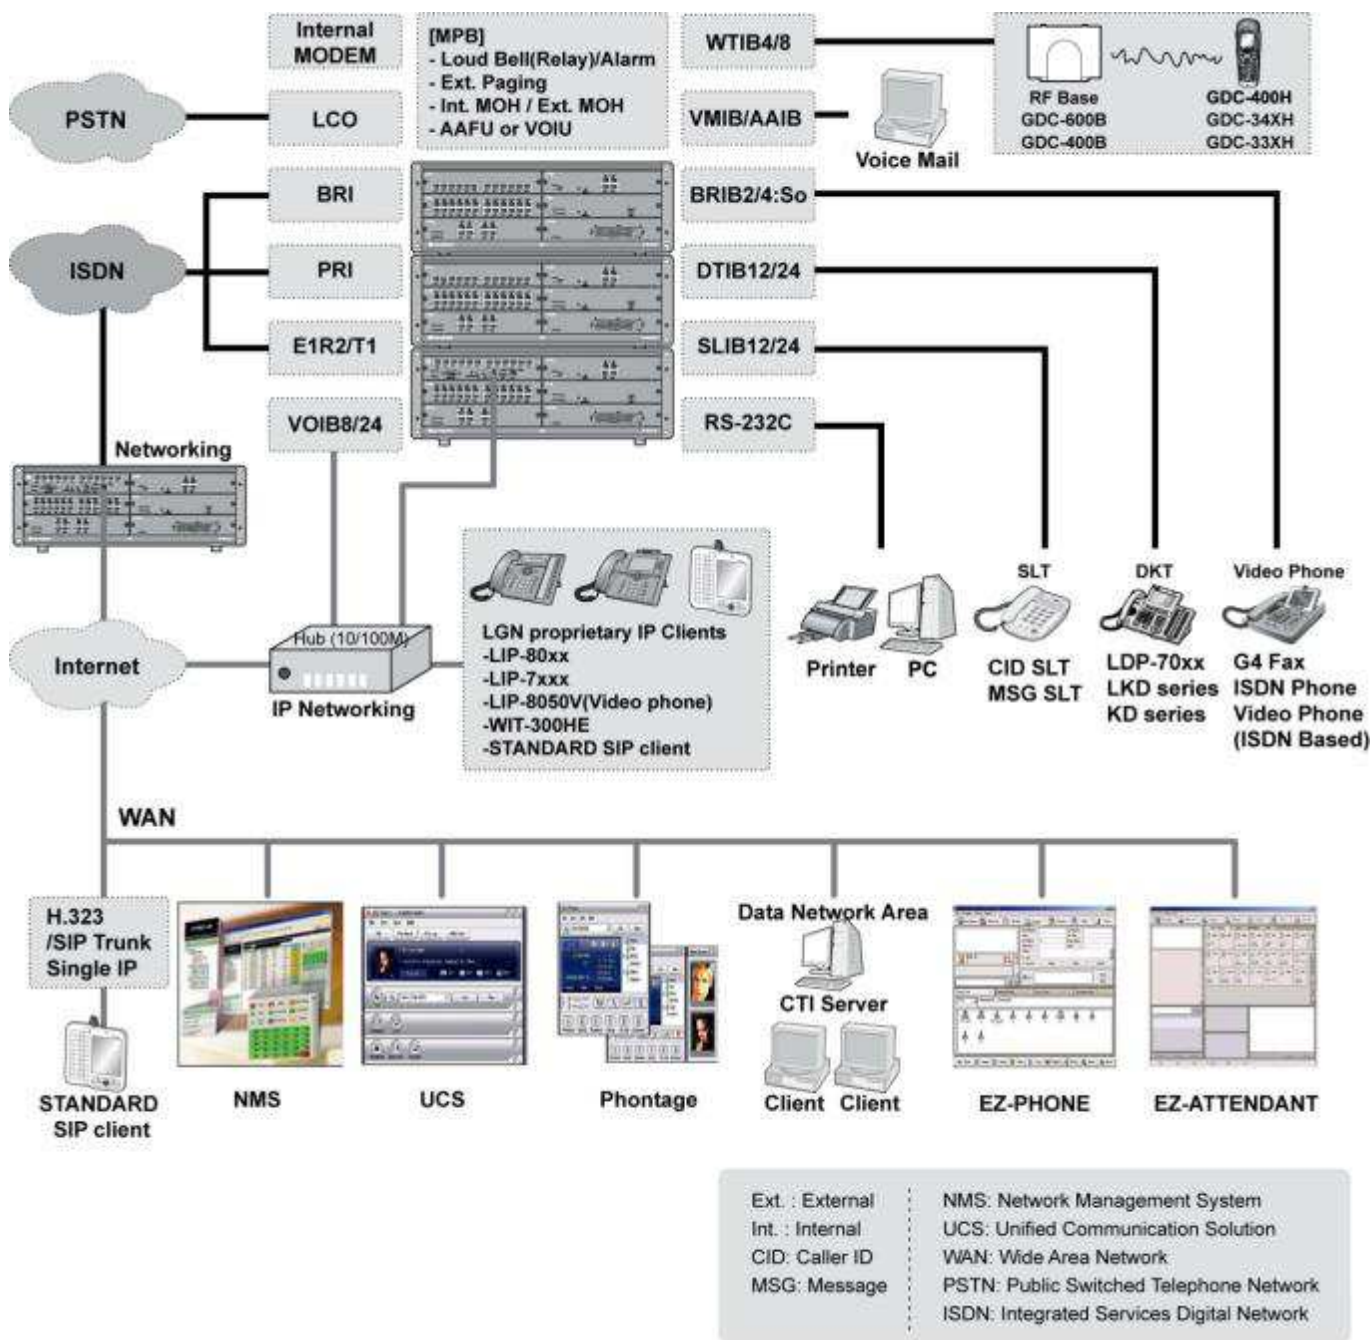 Internal
MODEM
[MPB]
- Loud Bell(Relay)/Alarm
- Ext. Paging
- Int. MOH / Ext. MOH
- AAFU or VOIU
WTIB4/8
RF Base
GDC-600B
GDC-400B
GDC-400H
GDC-34XH
GDC-33XH
PSTN
LCO
VMIB/AAIB
Voice Mail
BRI
BRIB2/4:So
ISDN
PRI
DTIB12/24
E1R2/T1
SLIB12/24
VOIB8/24
RS-232C
Networking
Internet
Hub (10/100M)
IP Networking
LGN proprietary IP Clients
-LIP-80xx
-LIP-7xxx
-LIP-8050V(Video phone)
-WIT-300HE
-STANDARD SIP client
Printer
PC
SLT
CID SLT
MSG SLT
DKT
LDP-70xx
LKD series
KD series
Video Phone
G4 Fax
ISDN Phone
Video Phone
(ISDN Based)
WAN
H.323
/SIP Trunk
Single IP
STANDARD
SIP client
NMS
UCS
Phontage
Data Network Area
CTI Server
Client
Client
EZ-PHONE
EZ-ATTENDANT
Ext. : External
Int. : Internal
CID: Caller ID
MSG: Message
NMS: Network Management System
UCS: Unified Communication Solution
WAN: Wide Area Network
PSTN: Public Switched Telephone Network
ISDN: Integrated Services Digital Network